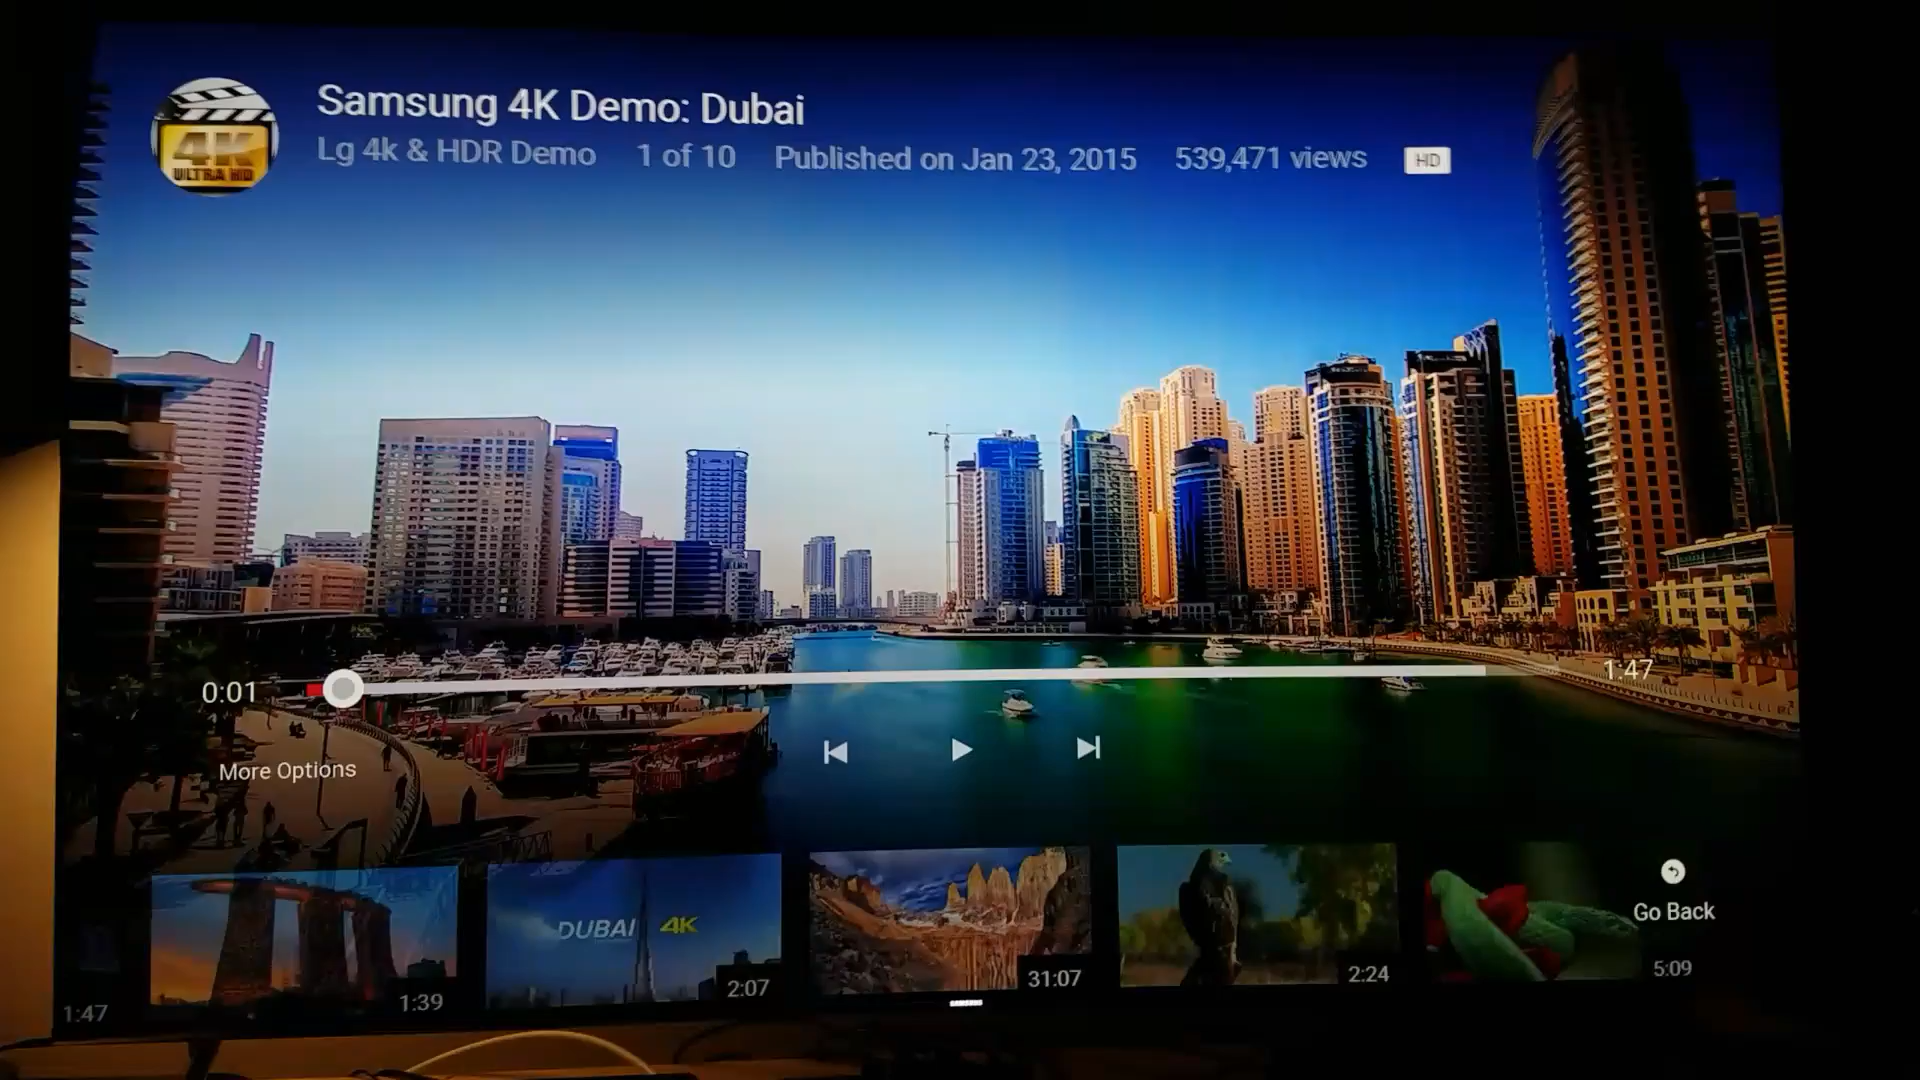 Samsung 4K Demo: Dubai
Lg 4k & HDR Demo 1 of 10 Published on Jan 23, 2015 539,471 views HD
4K
ULTRA HD
0:01
1:47
More Options
DUBAI 4K
Go Back
1:47
1:39
2:07
31:07
2:24
5:09
SAMSUNG